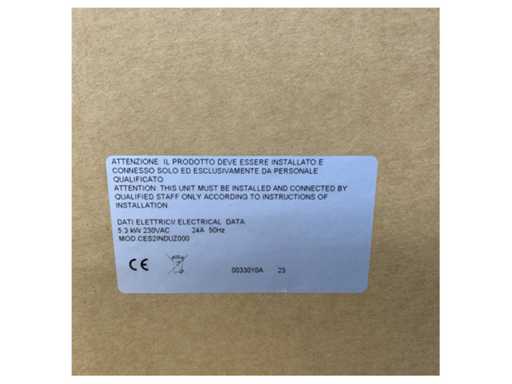 ATTENZIONE  IL PRODOTTO DEVE ESSERE INSTALLATO E
CONNESSO SOLO ED ESCLUSIVAMENTE DA PERSONALE
QUALIFICATO
ATTENTION: THIS UNIT MUST BE INSTALLED AND CONNECTED BY
QUALIFIED STAFF ONLY ACCORDING TO INSTRUCTIONS OF
INSTALLATION
DATI ELETTRICI/ ELECTRICAL DATA
5.3 kW 230VAC 24A 50Hz
MOD.CES2INDUZ000
CE
0033010A 23